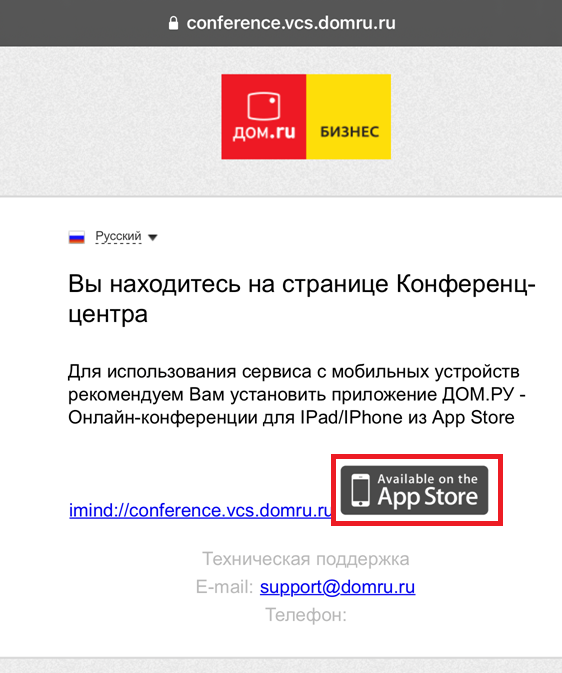 conference.vcs.domru.ru
дом.ru
БИЗНЕС
Русский
Вы находитесь на странице Конференц-
центра
Для использования сервиса с мобильных устройств
рекомендуем Вам установить приложение ДОМ.РУ -
Онлайн-конференции для IPad/IPhone из App Store
Available on the
App Store
imind://conference.vcs.domru.ru
Техническая поддержка
E-mail: support@domru.ru
Телефон: